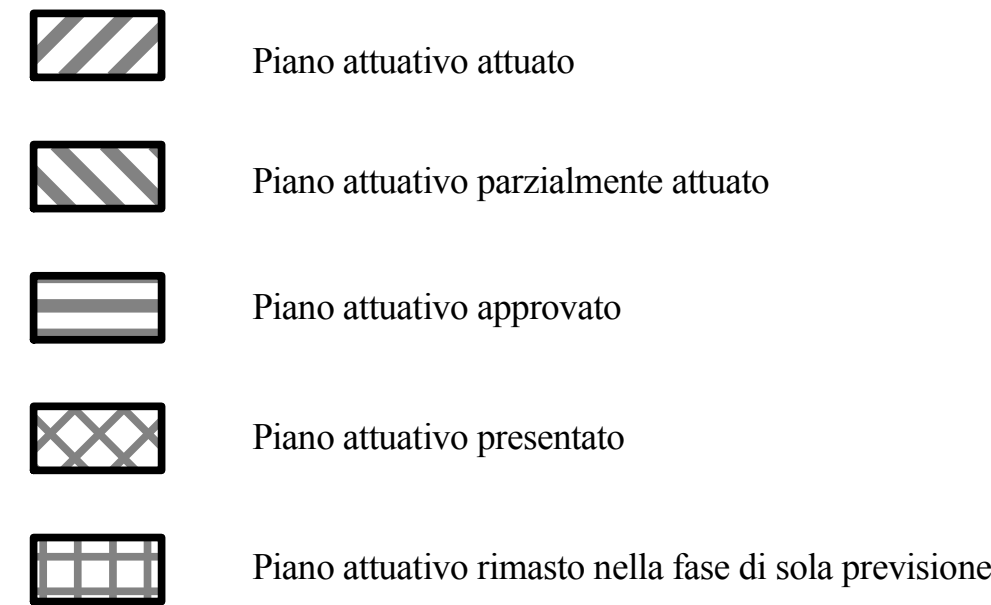 Piano attuativo attuato
Piano attuativo parzialmente attuato
Piano attuativo approvato
Piano attuativo presentato
Piano attuativo rimasto nella fase di sola previsione